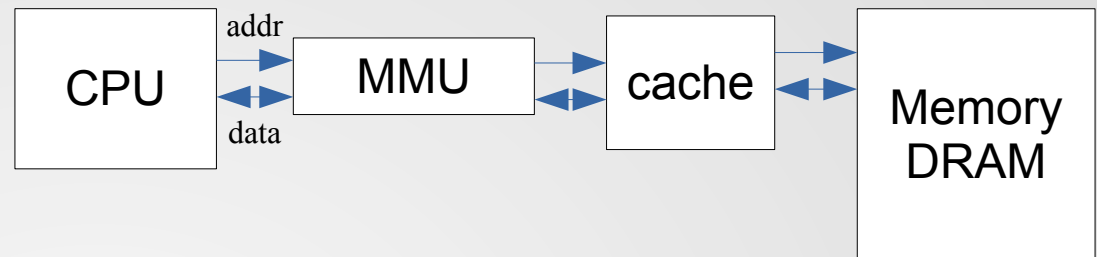 addr
CPU
MMU
cache
data
Memory
DRAM